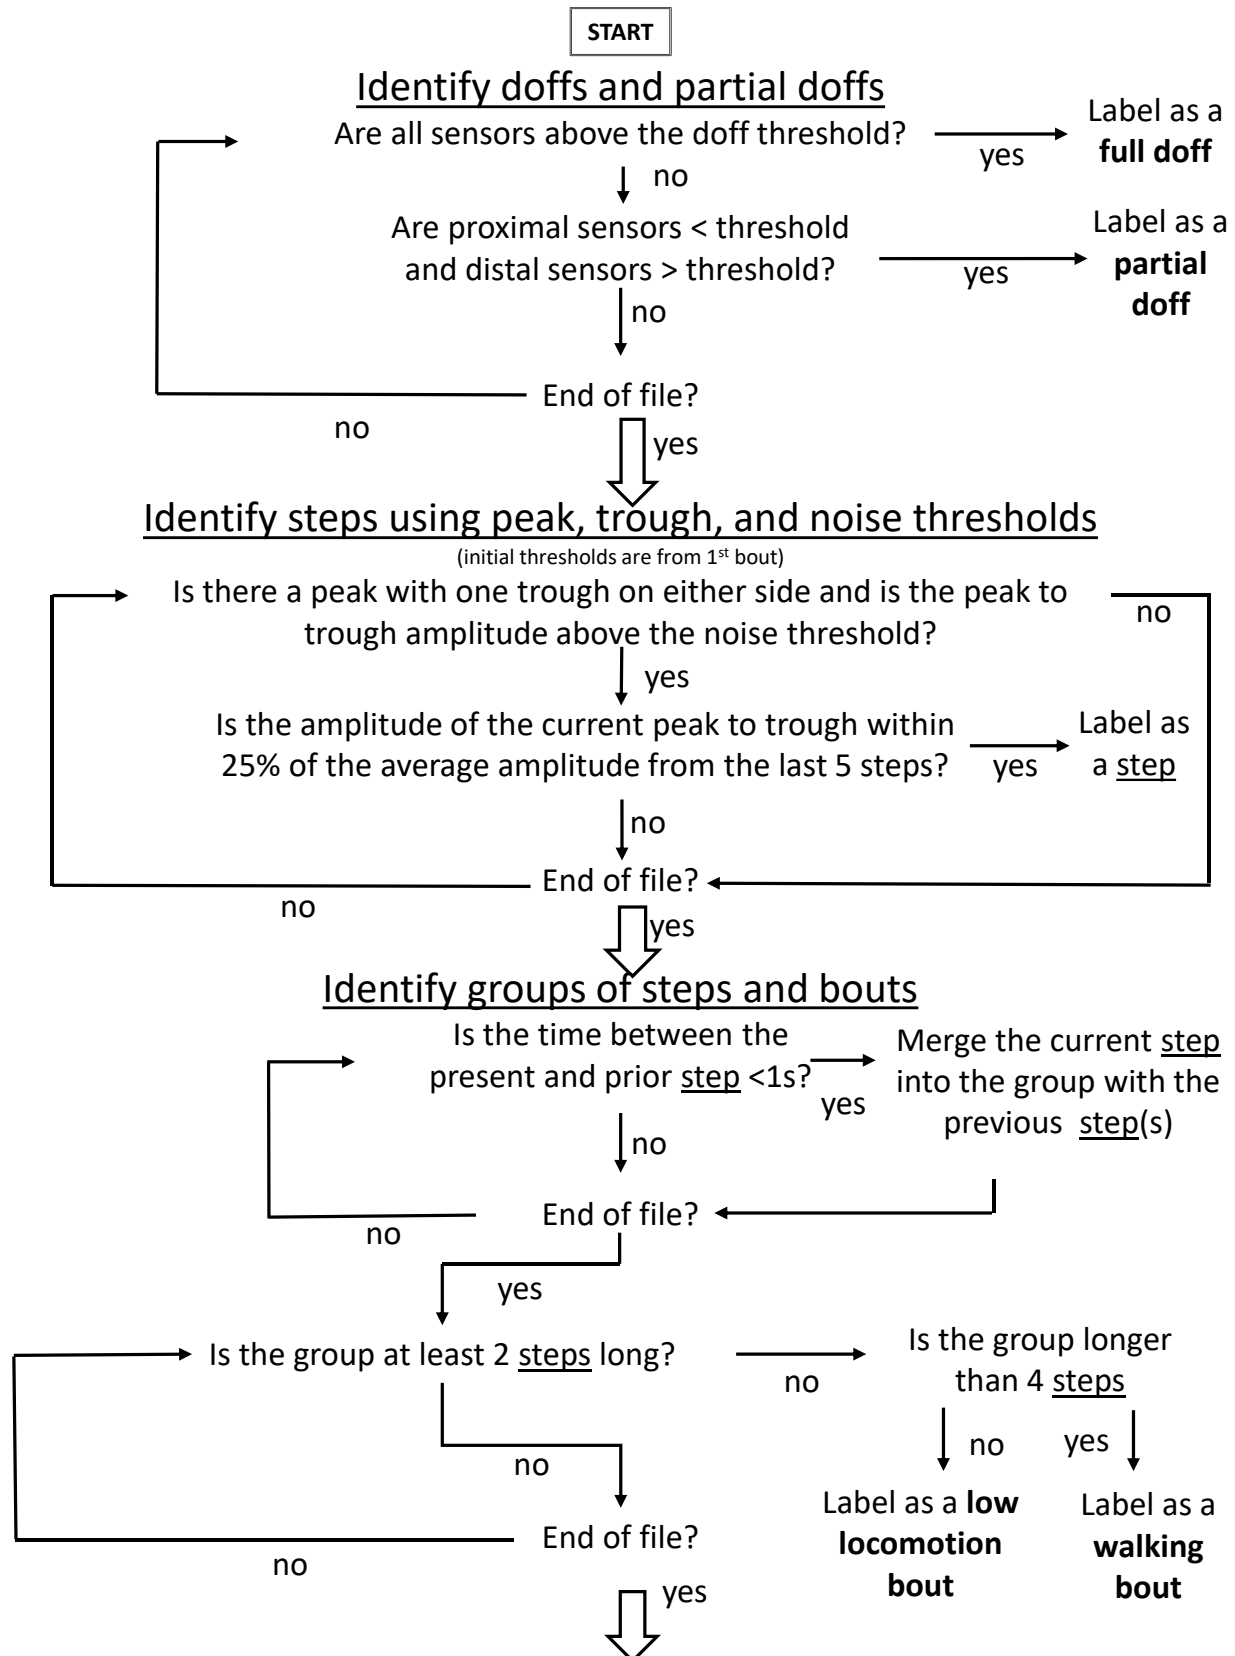 START
Identify doffs and partial doffs
Are all sensors above the doff threshold?
yes
Label as a
full doff
no
Are proximal sensors < threshold
and distal sensors > threshold?
yes
Label as a
partial
doff
no
End of file?
no
yes
Identify steps using peak, trough, and noise thresholds
(initial thresholds are from 1st bout)
Is there a peak with one trough on either side and is the peak to
trough amplitude above the noise threshold?
no
yes
Is the amplitude of the current peak to trough within
25% of the average amplitude from the last 5 steps?
yes
Label as
a step
no
End of file?
no
yes
Identify groups of steps and bouts
Is the time between the
present and prior step <1s?
yes
Merge the current step
into the group with the
previous step(s)
no
End of file?
no
yes
Is the group at least 2 steps long?
no
Is the group longer
than 4 steps
no
yes
Label as a low
locomotion
bout
Label as a
walking
bout
no
End of file?
no
yes